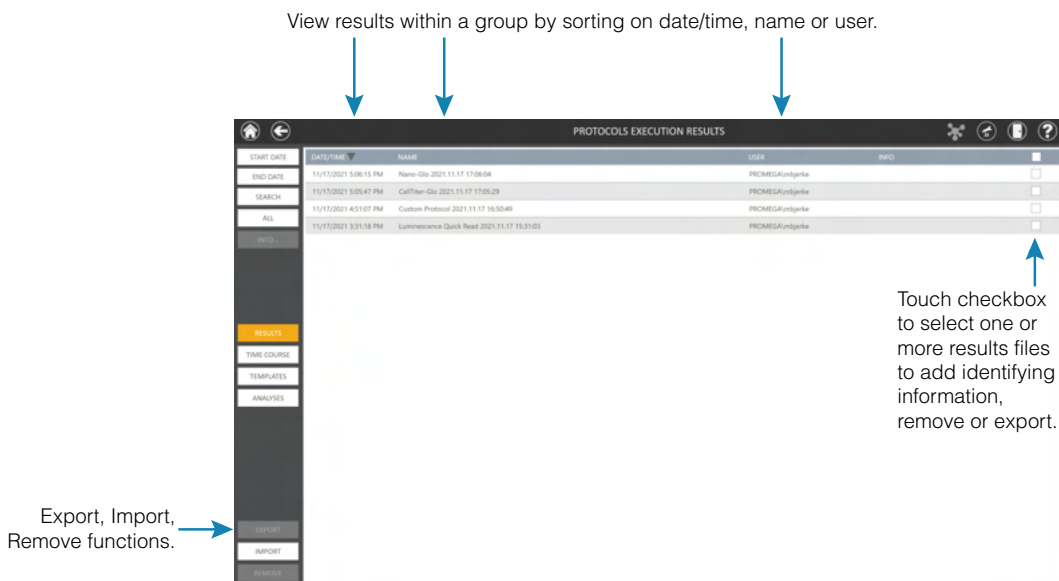 View results within a group by sorting on date/time, name or user.
PROTOCOLS EXECUTION RESULTS
?
START DATE
DATE/TIME NAME USER INFO
END DATE
11/17/2021 5:06:15 PM Nano-Glo 2021.11.17 17:06:04 PROMEGA\mbjerke
SEARCH
11/17/2021 5:05:47 PM CellTiter-Glo 2021.11.17 17:05:29 PROMEGA\mbjerke
ALL
11/17/2021 4:51:07 PM Custom Protocol 2021.11.17 16:50:49 PROMEGA\mbjerke
11/17/2021 3:31:18 PM Luminescence Quick Read 2021.11.17 15:31:03 PROMEGA\mbjerke
INFO...
Touch checkbox
to select one or
more results files
to add identifying
information,
remove or export.
RESULTS
TIME COURSE
TEMPLATES
ANALYSES
Export, Import,
Remove functions.
EXPORT
IMPORT
REMOVE